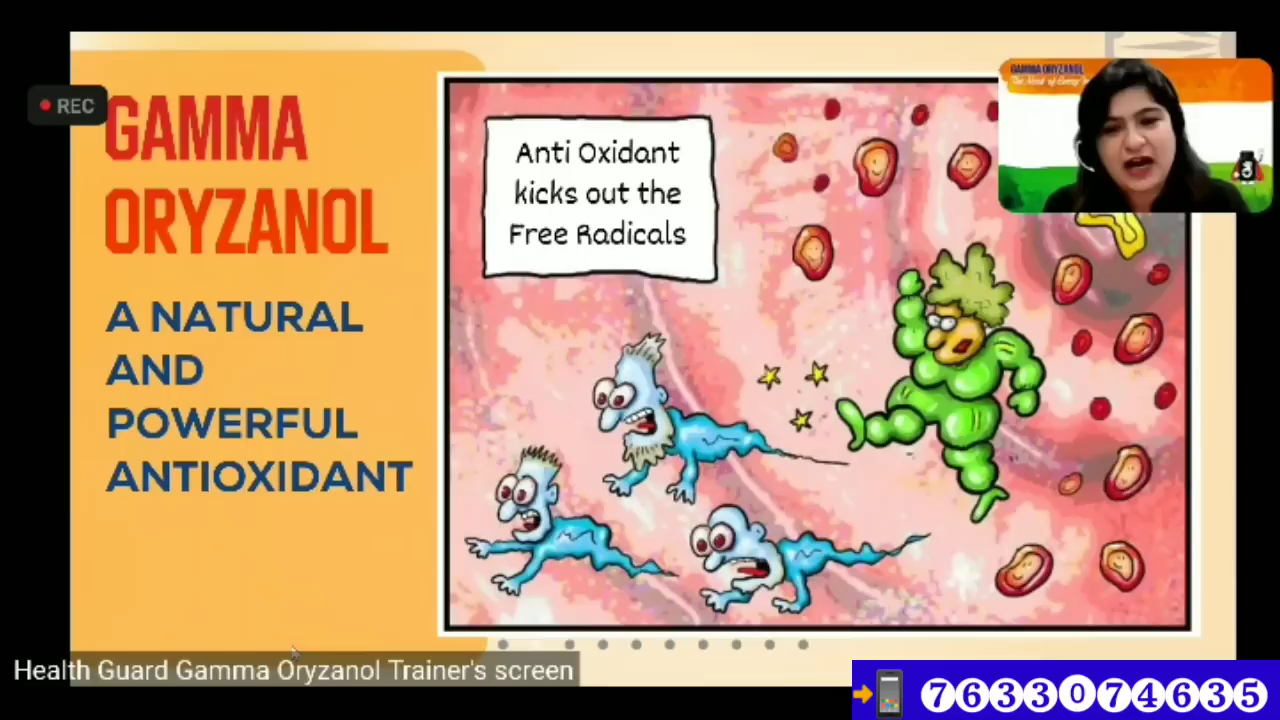 REC
GAMMA
ORYZANOL
A NATURAL
AND
POWERFUL
ANTIOXIDANT
Anti Oxidant
kicks out the
Free Radicals
GAMMA ORYZANOL
Health Guard Gamma Oryzanol Trainer's screen
7633074635